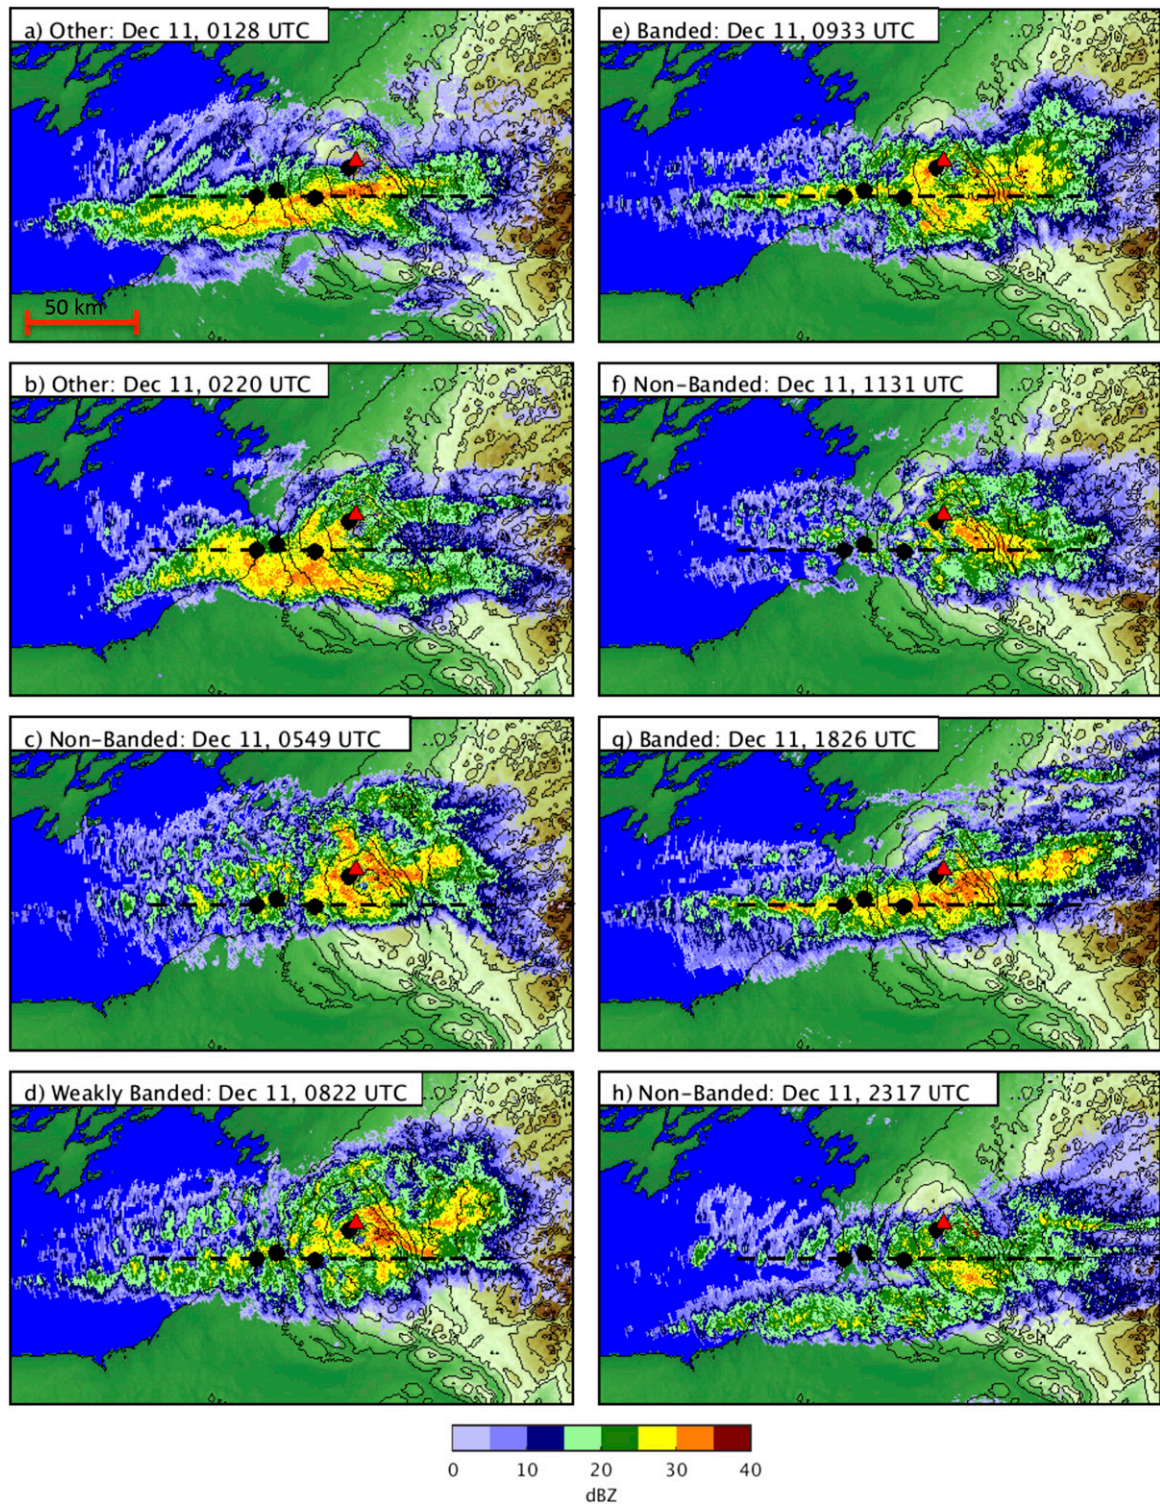 a) Other: Dec 11, 0128 UTC
50 km
b) Other: Dec 11, 0220 UTC
c) Non-Banded: Dec 11, 0549 UTC
d) Weakly Banded: Dec 11, 0822 UTC
e) Banded: Dec 11, 0933 UTC
f) Non-Banded: Dec 11, 1131 UTC
g) Banded: Dec 11, 1826 UTC
h) Non-Banded: Dec 11, 2317 UTC
0 10 20 30 40
dBZ